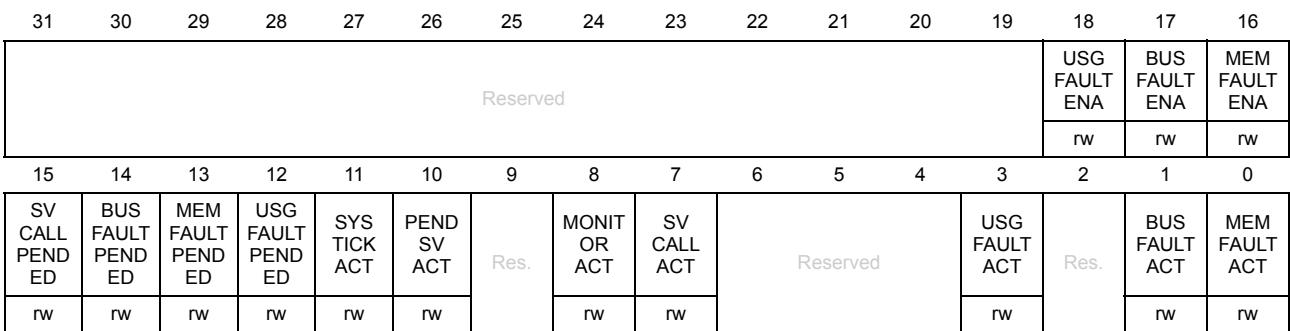 31 30 29 28 27 26 25 24 23 22 21 20 19 18 17 16
Reserved
USG FAULT ENA
BUS FAULT ENA
MEM FAULT ENA
rw rw rw
15 14 13 12 11 10 9 8 7 6 5 4 3 2 1 0
SV CALL PEND ED
BUS FAULT PEND ED
MEM FAULT PEND ED
USG FAULT PEND ED
SYS TICK ACT
PEND SV ACT
Res.
MONIT OR ACT
SV CALL ACT
Reserved
USG FAULT ACT
Res.
BUS FAULT ACT
MEM FAULT ACT
rw rw rw rw rw rw rw rw rw rw rw